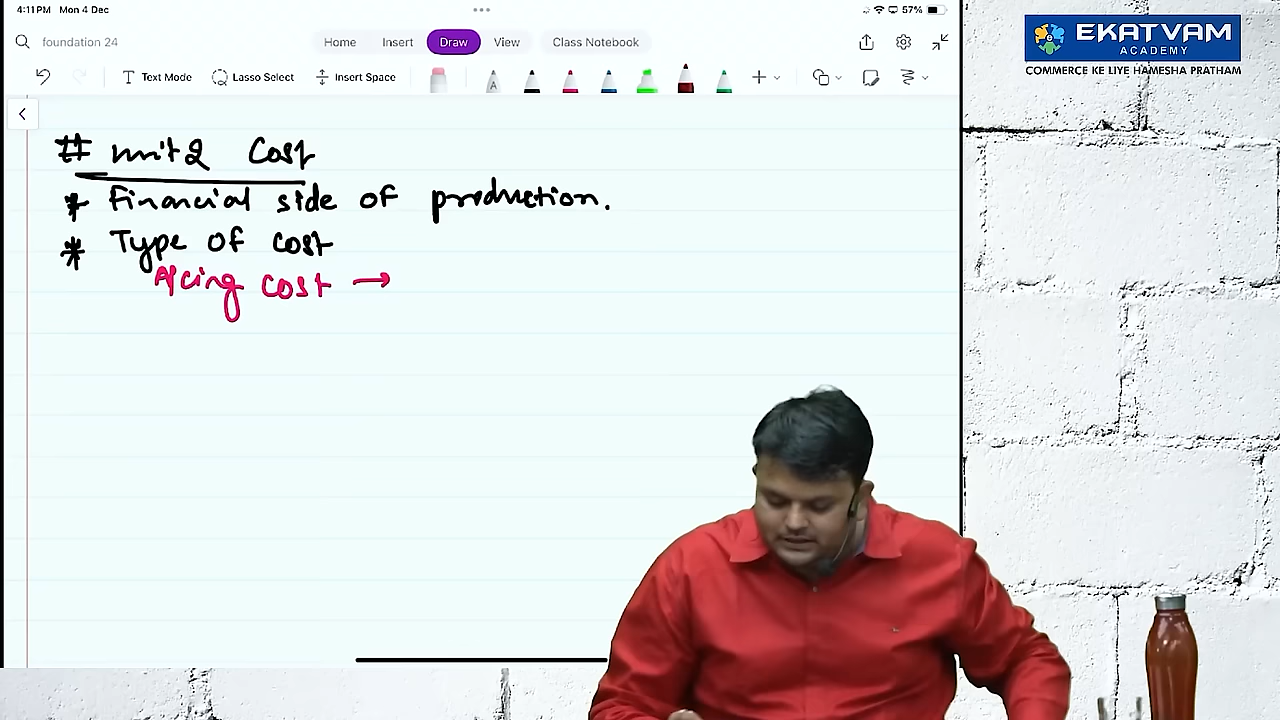 4:11PM Mon 4 Dec
57%
foundation 24
Home Insert Draw View Class Notebook
Text Mode Lasso Select Insert Space
EKATVAM
ACADEMY
COMMERCE KE LIYE HAMESHA PRATHAM
# Unit 2 Cost
* Financial side of production.
* Type of cost
A/cing cost →